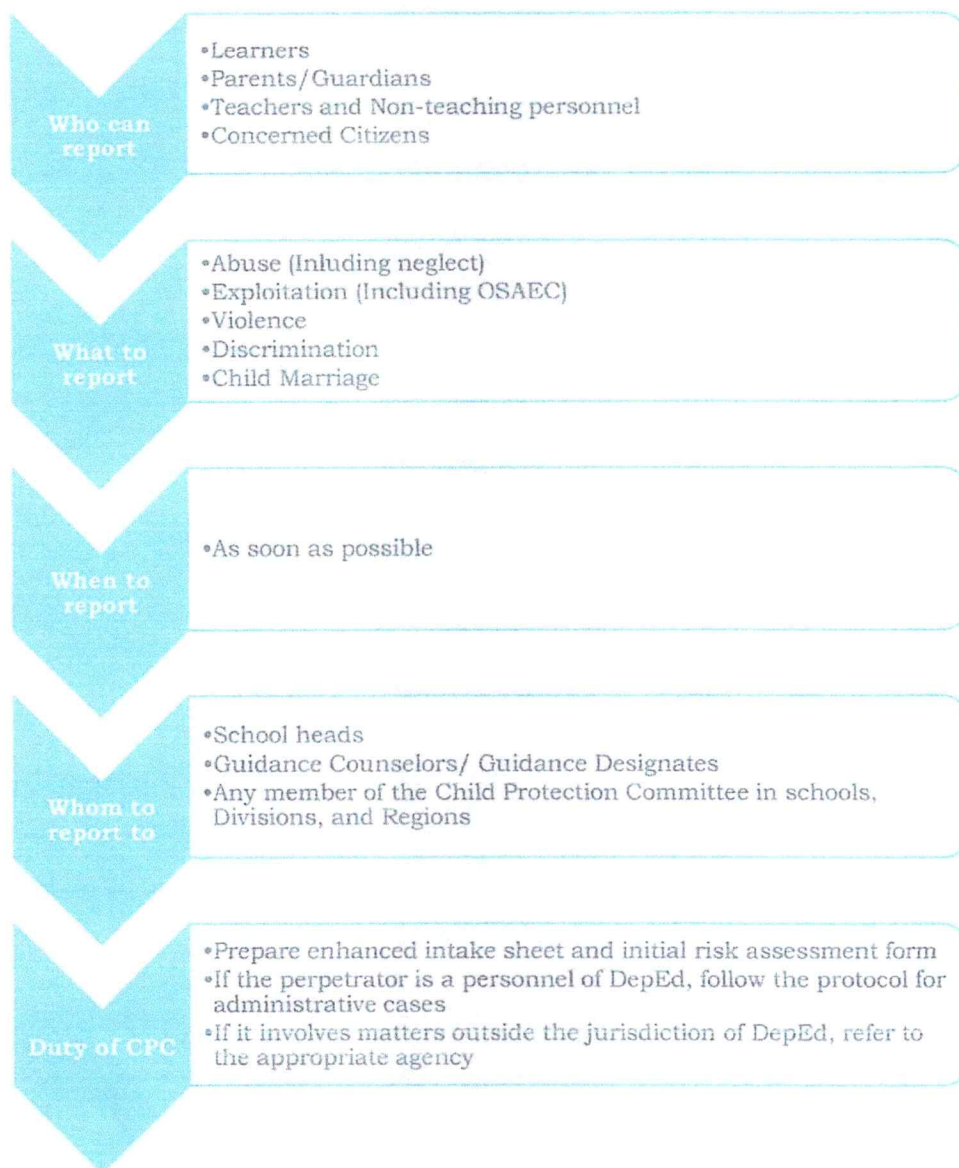 Who can
report
•Learners
•Parents/Guardians
•Teachers and Non-teaching personnel
•Concerned Citizens
What to
report
•Abuse (Inluding neglect)
•Exploitation (Including OSAEC)
•Violence
•Discrimination
•Child Marriage
When to
report
•As soon as possible
Whom to
report to
•School heads
•Guidance Counselors/ Guidance Designates
•Any member of the Child Protection Committee in schools,
Divisions, and Regions
Duty of CPC
•Prepare enhanced intake sheet and initial risk assessment form
•If the perpetrator is a personnel of DepEd, follow the protocol for
administrative cases
•If it involves matters outside the jurisdiction of DepEd, refer to
the appropriate agency